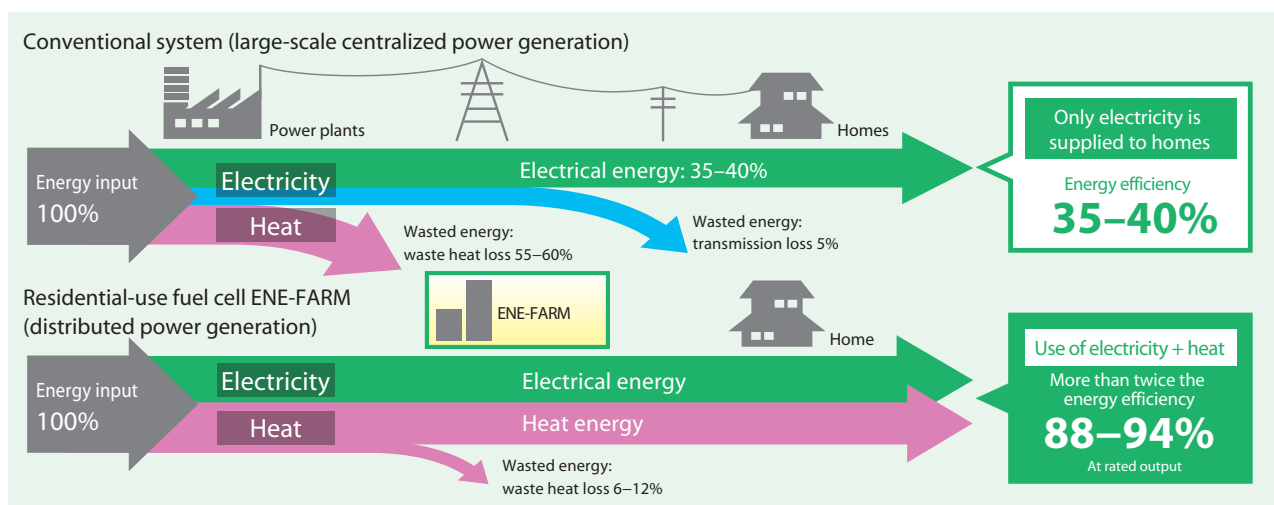 Conventional system (large-scale centralized power generation)
Power plants
Homes
Energy input
100%
Electricity
Heat
Electrical energy: 35–40%
Wasted energy:
waste heat loss 55–60%
Wasted energy:
transmission loss 5%
Only electricity is
supplied to homes
Energy efficiency
35–40%
Residential-use fuel cell ENE-FARM
(distributed power generation)
ENE-FARM
Home
Energy input
100%
Electricity
Heat
Electrical energy
Heat energy
Wasted energy:
waste heat loss 6–12%
Use of electricity + heat
More than twice the
energy efficiency
88–94%
At rated output